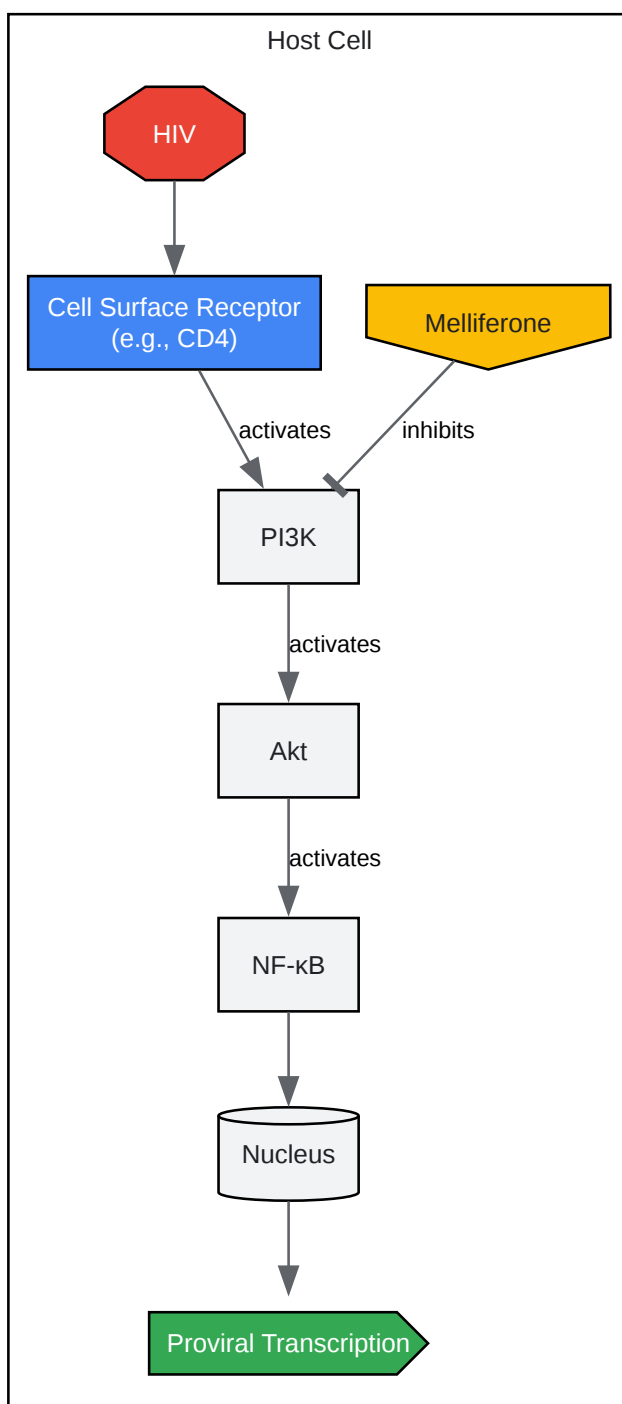 Host Cell
HIV
Cell Surface Receptor
(e.g., CD4)
Melliferone
activates
inhibits
PI3K
activates
Akt
activates
NF-κB
Nucleus
Proviral Transcription